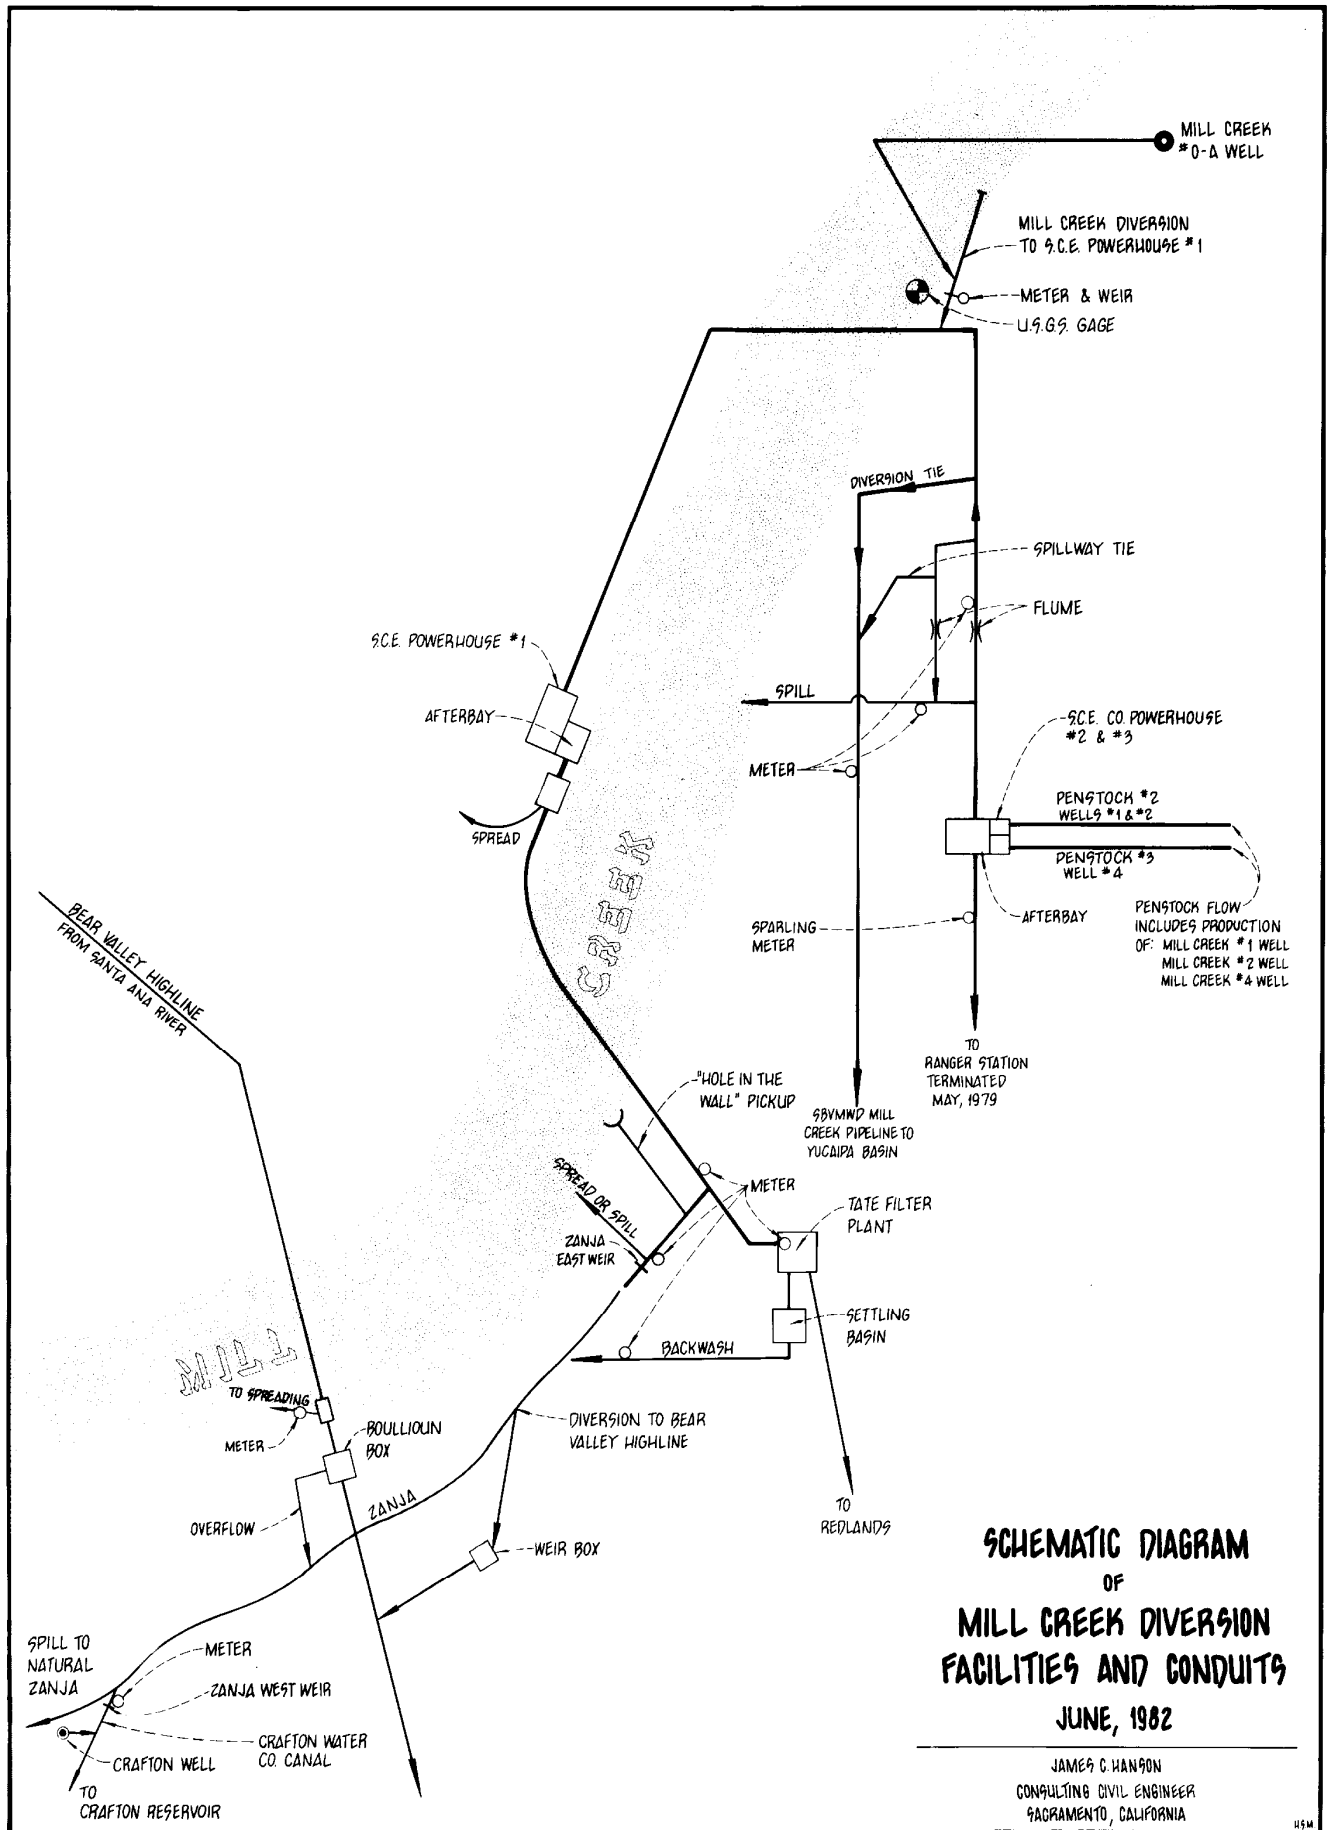 MILL CREEK
#O-A WELL
MILL CREEK DIVERSION
TO S.C.E. POWERHOUSE #1
METER & WEIR
U.S.G.S. GAGE
DIVERSION TIE
SPILLWAY TIE
FLUME
S.C.E. POWERHOUSE #1
AFTERBAY
SPILL
S.C.E. CO. POWERHOUSE
#2 & #3
METER
PENSTOCK #2
WELLS #1 & #2
SPREAD
PENSTOCK #3
WELL #4
CREEK
AFTERBAY
SPARLING
METER
PENSTOCK FLOW
INCLUDES PRODUCTION
OF: MILL CREEK #1 WELL
MILL CREEK #2 WELL
MILL CREEK #4 WELL
BEAR VALLEY HIGHLINE
FROM SANTA ANA RIVER
TO
RANGER STATION
TERMINATED
MAY, 1979
"HOLE IN THE
WALL" PICKUP
SBVMWD MILL
CREEK PIPELINE TO
YUCAIPA BASIN
SPREAD OR SPILL
METER
TATE FILTER
PLANT
ZANJA
EAST WEIR
SETTLING
BASIN
BACKWASH
MILL
TO SPREADING
METER
BOULLIOUN
BOX
DIVERSION TO BEAR
VALLEY HIGHLINE
ZANJA
OVERFLOW
TO
REDLANDS
WEIR BOX
SCHEMATIC DIAGRAM
OF
MILL CREEK DIVERSION
FACILITIES AND CONDUITS
JUNE, 1982
SPILL TO
NATURAL
ZANJA
METER
ZANJA WEST WEIR
CRAFTON WATER
CO. CANAL
CRAFTON WELL
TO
CRAFTON RESERVOIR
JAMES C. HANSON
CONSULTING CIVIL ENGINEER
SACRAMENTO, CALIFORNIA
HSM